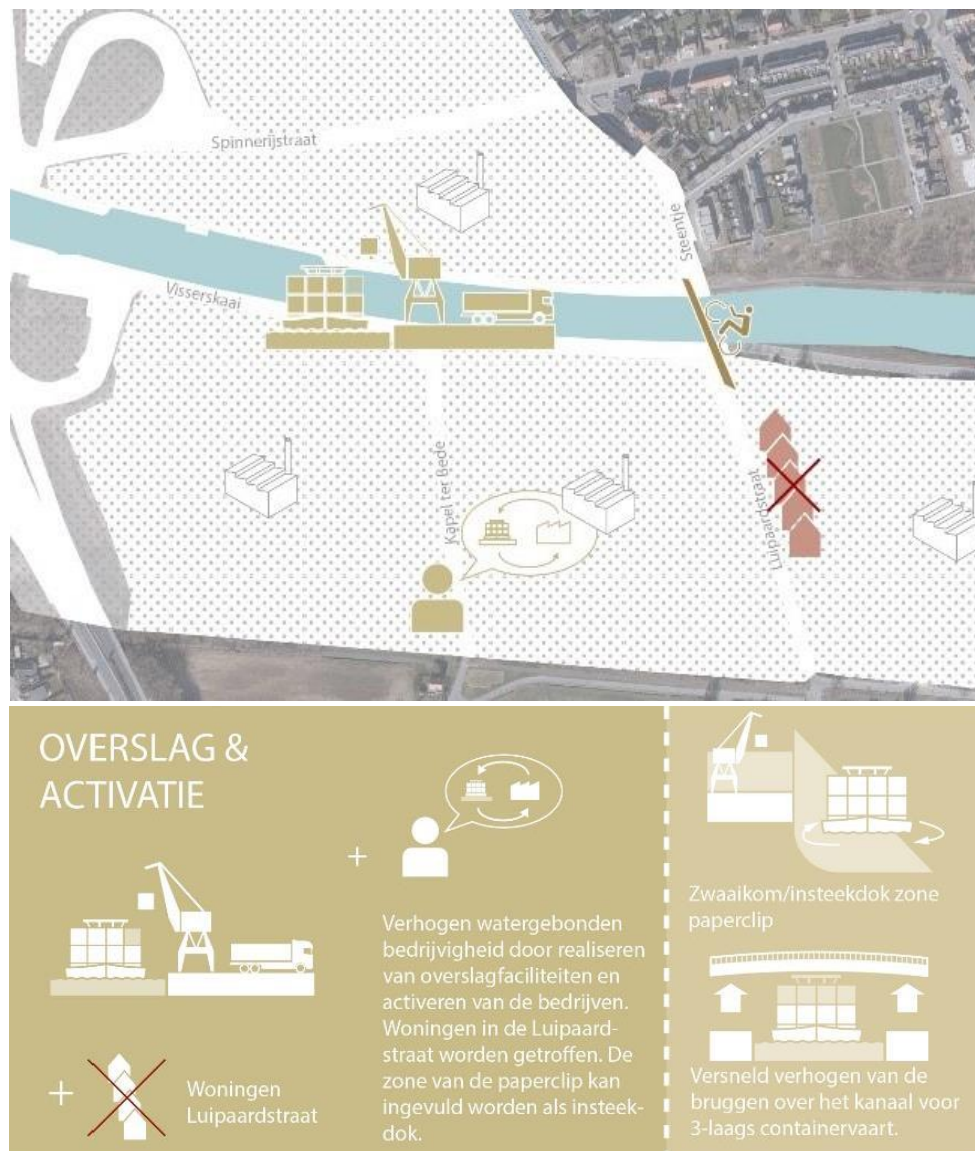 Spinnerijstraat
Steentje
Visserskaai
Kapel ter Bede
Luipaardstraat
OVERSLAG &
ACTIVATIE
+
+
Woningen
Luipaardstraat
Verhogen watergebonden
bedrijvigheid door realiseren
van overslagfaciliteiten en
activeren van de bedrijven.
Woningen in de Luipaard-
straat worden getroffen. De
zone van de paperclip kan
ingevuld worden als insteek-
dok.
Zwaaikom/insteekdok zone
paperclip
Versneld verhogen van de
bruggen over het kanaal voor
3-laags containervaart.